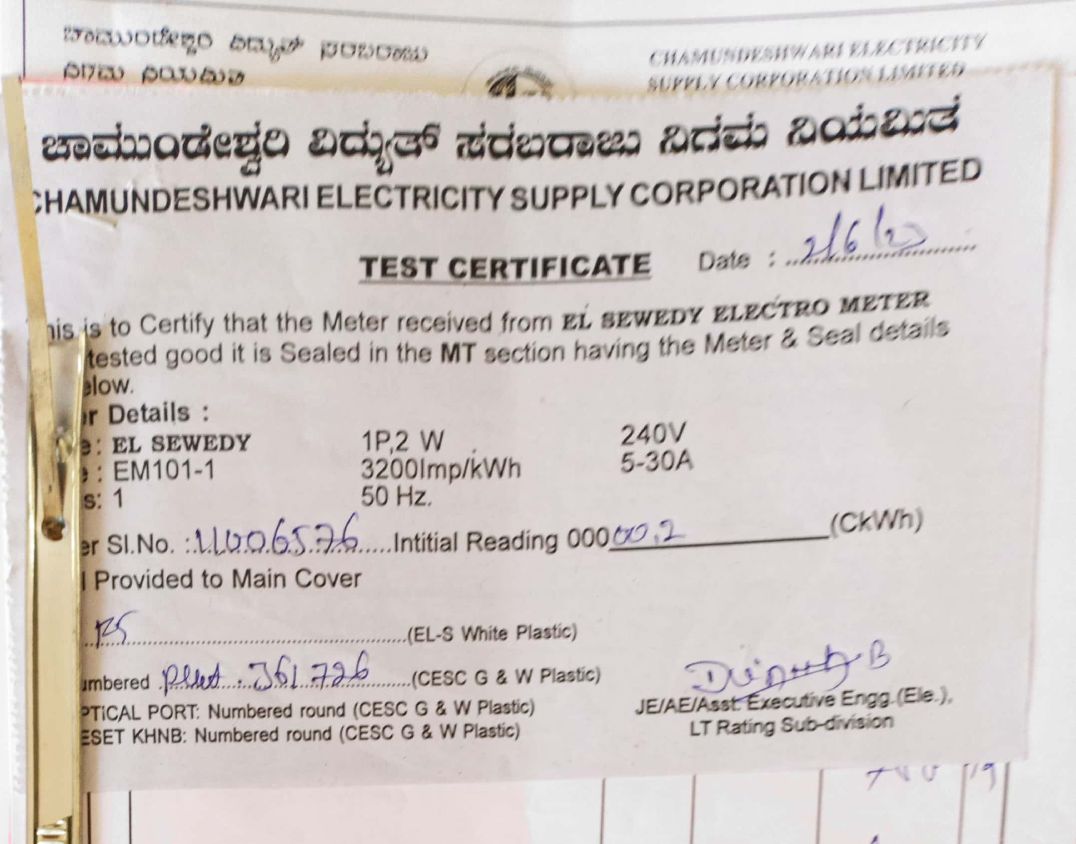 ಚಾಮುಂಡೇಶ್ವರಿ ವಿದ್ಯುತ್ ಸರಬರಾಜು
ನಿಗಮ ನಿಯಮಿತ
CHAMUNDESHWARI ELECTRICITY
SUPPLY CORPORATION LIMITED
ಚಾಮುಂಡೇಶ್ವರಿ ವಿದ್ಯುತ್ ಸರಬರಾಜು ನಿಗಮ ನಿಯಮಿತ
CHAMUNDESHWARI ELECTRICITY SUPPLY CORPORATION LIMITED
TEST CERTIFICATE Date : 2/6/
his is to Certify that the Meter received from EL SEWEDY ELECTRO METER
tested good it is Sealed in the MT section having the Meter & Seal details
elow.
r Details :
e: EL SEWEDY 1P,2 W 240V
e : EM101-1 3200Imp/kWh 5-30A
s: 1 50 Hz.
er Sl.No. : 11006576 Intitial Reading 00000.2 (CkWh)
l Provided to Main Cover
(EL-S White Plastic)
umbered 361726 (CESC G & W Plastic)
PTICAL PORT: Numbered round (CESC G & W Plastic)
ESET KHNB: Numbered round (CESC G & W Plastic)
JE/AE/Asst. Executive Engg.(Ele.),
LT Rating Sub-division